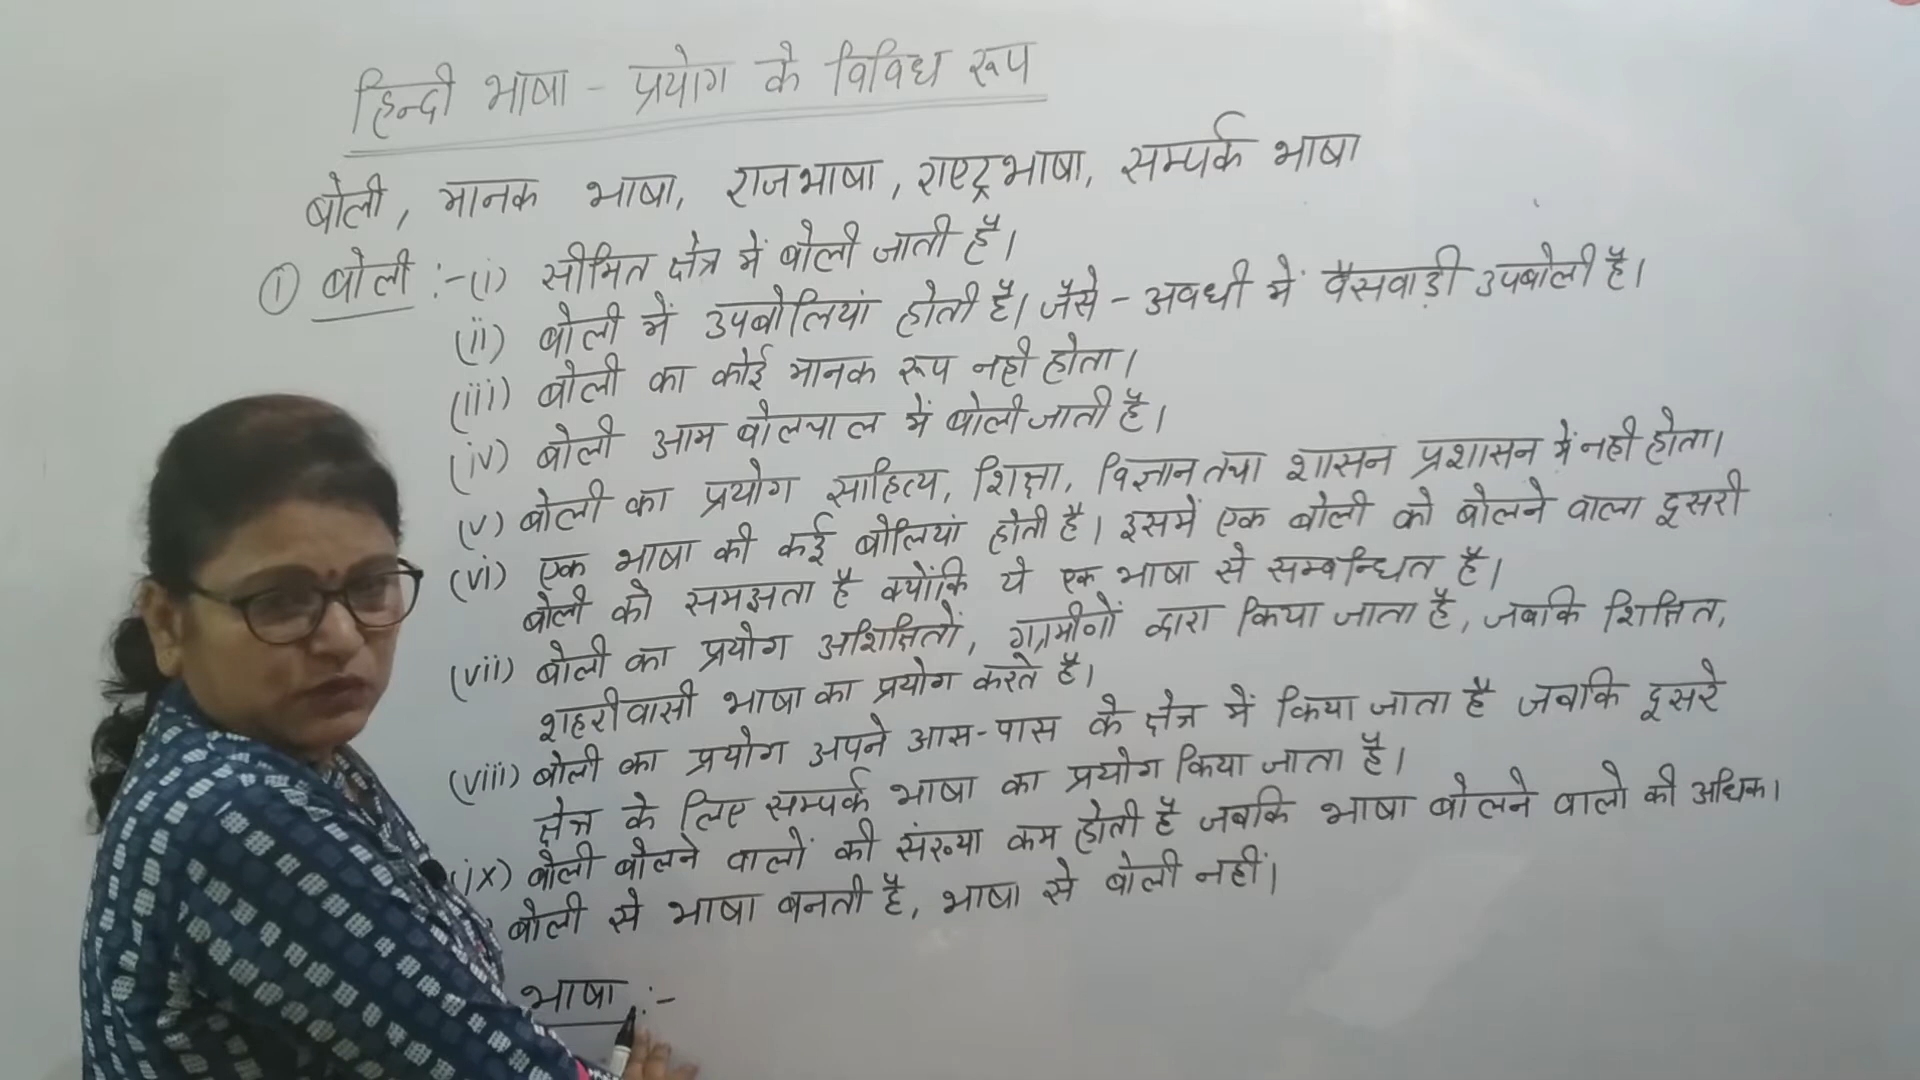 हिन्दी भाषा - प्रयोग के विविध रूप
बोली, मानक भाषा, राजभाषा, राष्ट्रभाषा, सम्पर्क भाषा
① बोली :- (i) सीमित क्षेत्र में बोली जाती है।
(ii) बोली में उपबोलियां होती है। जैसे - अवधी में वैसवाड़ी उपबोली है।
(iii) बोली का कोई मानक रूप नही होता।
(iv) बोली आम बोलचाल में बोली जाती है।
(v) बोली का प्रयोग साहित्य, शिक्षा, विज्ञान तथा शासन प्रशासन में नही होता।
(vi) एक भाषा की कई बोलियां होती है। इसमें एक बोली को बोलने वाला दूसरी
बोली को समझता है क्योंकि ये एक भाषा से सम्बन्धित है।
(vii) बोली का प्रयोग अशिक्षितों, ग्रामीणों द्वारा किया जाता है, जबकि शिक्षित,
शहरीवासी भाषा का प्रयोग करते है।
(viii) बोली का प्रयोग अपने आस-पास के क्षेत्र में किया जाता है जबकि दूसरे
क्षेत्र के लिए सम्पर्क भाषा का प्रयोग किया जाता है।
(ix) बोली बोलने वालों की संख्या कम होती है जबकि भाषा बोलने वालो की अधिक।
बोली से भाषा बनती है, भाषा से बोली नहीं।
भाषा :-